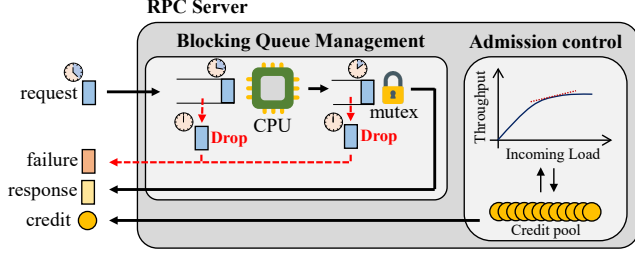 RPC Server
Blocking Queue Management
Admission control
request
CPU
mutex
Drop
Drop
failure
response
credit
Throughput
Incoming Load
Credit pool